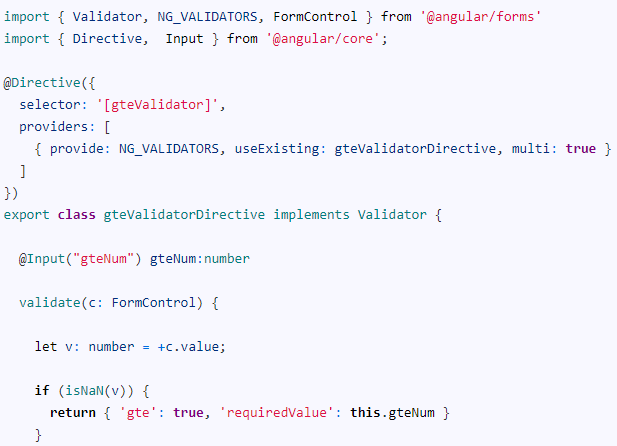 import { Validator, NG_VALIDATORS, FormControl } from '@angular/forms'
import { Directive,  Input } from '@angular/core';

@Directive({
  selector: '[gteValidator]',
  providers: [
    { provide: NG_VALIDATORS, useExisting: gteValidatorDirective, multi: true }
  ]
})
export class gteValidatorDirective implements Validator {

  @Input("gteNum") gteNum:number

  validate(c: FormControl) {

    let v: number = +c.value;

    if (isNaN(v)) {
      return { 'gte': true, 'requiredValue': this.gteNum }
    }